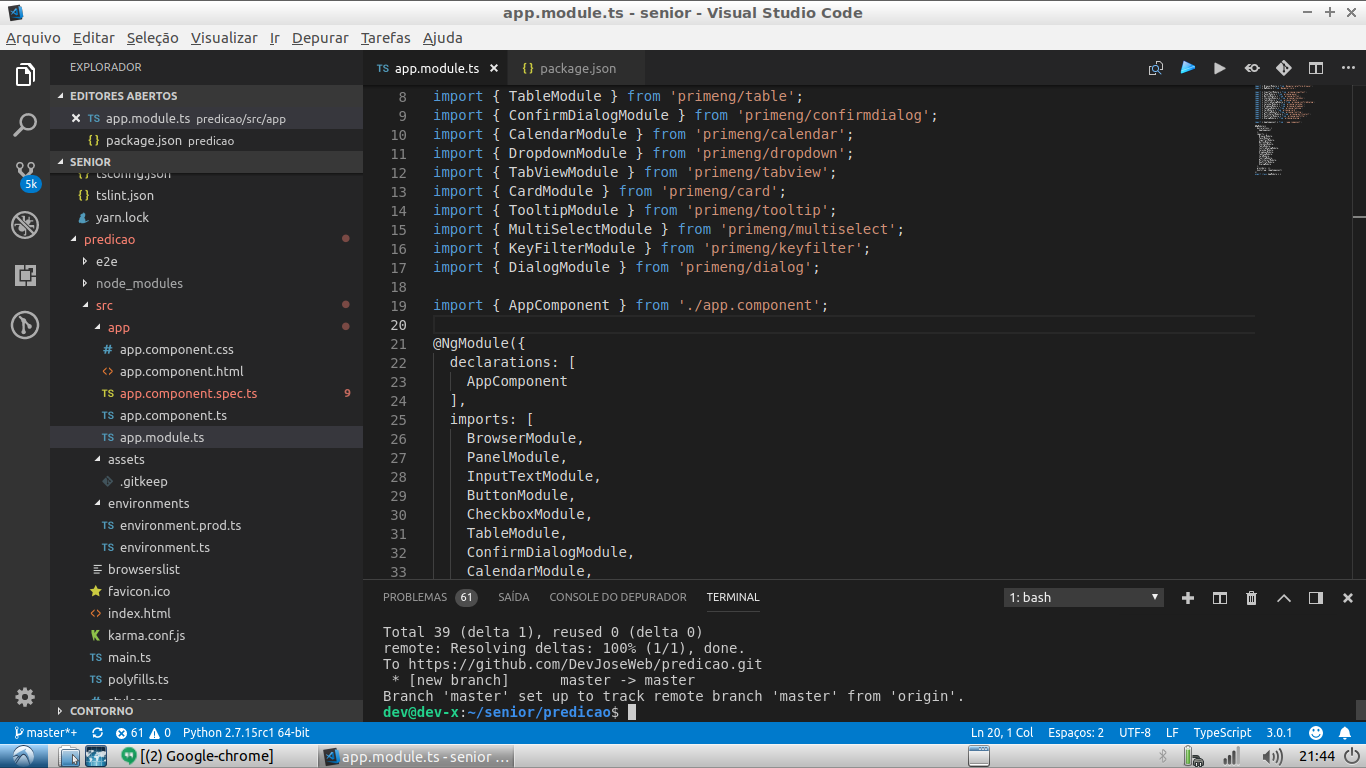 app.module.ts - senior - Visual Studio Code
Arquivo Editar Seleção Visualizar Ir Depurar Tarefas Ajuda
EXPLORADOR
EDITORES ABERTOS
app.module.ts predicao/src/app
package.json predicao
SENIOR
tsconfig.json
tslint.json
yarn.lock
predicao
e2e
node_modules
src
app
app.component.css
app.component.html
app.component.spec.ts 9
app.component.ts
app.module.ts
assets
.gitkeep
environments
environment.prod.ts
environment.ts
browserslist
favicon.ico
index.html
karma.conf.js
main.ts
polyfills.ts
styles.css
CONTORNO
5k
app.module.ts
package.json
8 import { TableModule } from 'primeng/table';
9 import { ConfirmDialogModule } from 'primeng/confirmdialog';
10 import { CalendarModule } from 'primeng/calendar';
11 import { DropdownModule } from 'primeng/dropdown';
12 import { TabViewModule } from 'primeng/tabview';
13 import { CardModule } from 'primeng/card';
14 import { TooltipModule } from 'primeng/tooltip';
15 import { MultiSelectModule } from 'primeng/multiselect';
16 import { KeyFilterModule } from 'primeng/keyfilter';
17 import { DialogModule } from 'primeng/dialog';
18
19 import { AppComponent } from './app.component';
20
21 @NgModule({
22 declarations: [
23 AppComponent
24 ],
25 imports: [
26 BrowserModule,
27 PanelModule,
28 InputTextModule,
29 ButtonModule,
30 CheckboxModule,
31 TableModule,
32 ConfirmDialogModule,
33 CalendarModule,
PROBLEMAS 61 SAÍDA CONSOLE DO DEPURADOR TERMINAL 1: bash
Total 39 (delta 1), reused 0 (delta 0)
remote: Resolving deltas: 100% (1/1), done.
To https://github.com/DevJoseWeb/predicao.git
* [new branch] master -> master
Branch 'master' set up to track remote branch 'master' from 'origin'.
dev@dev-x:~/senior/predicao$
master*+ 61 0 Python 2.7.15rc1 64-bit Ln 20, 1 Col Espaços: 2 UTF-8 LF TypeScript 3.0.1
[(2) Google-chrome] app.module.ts - senior ... 21:44